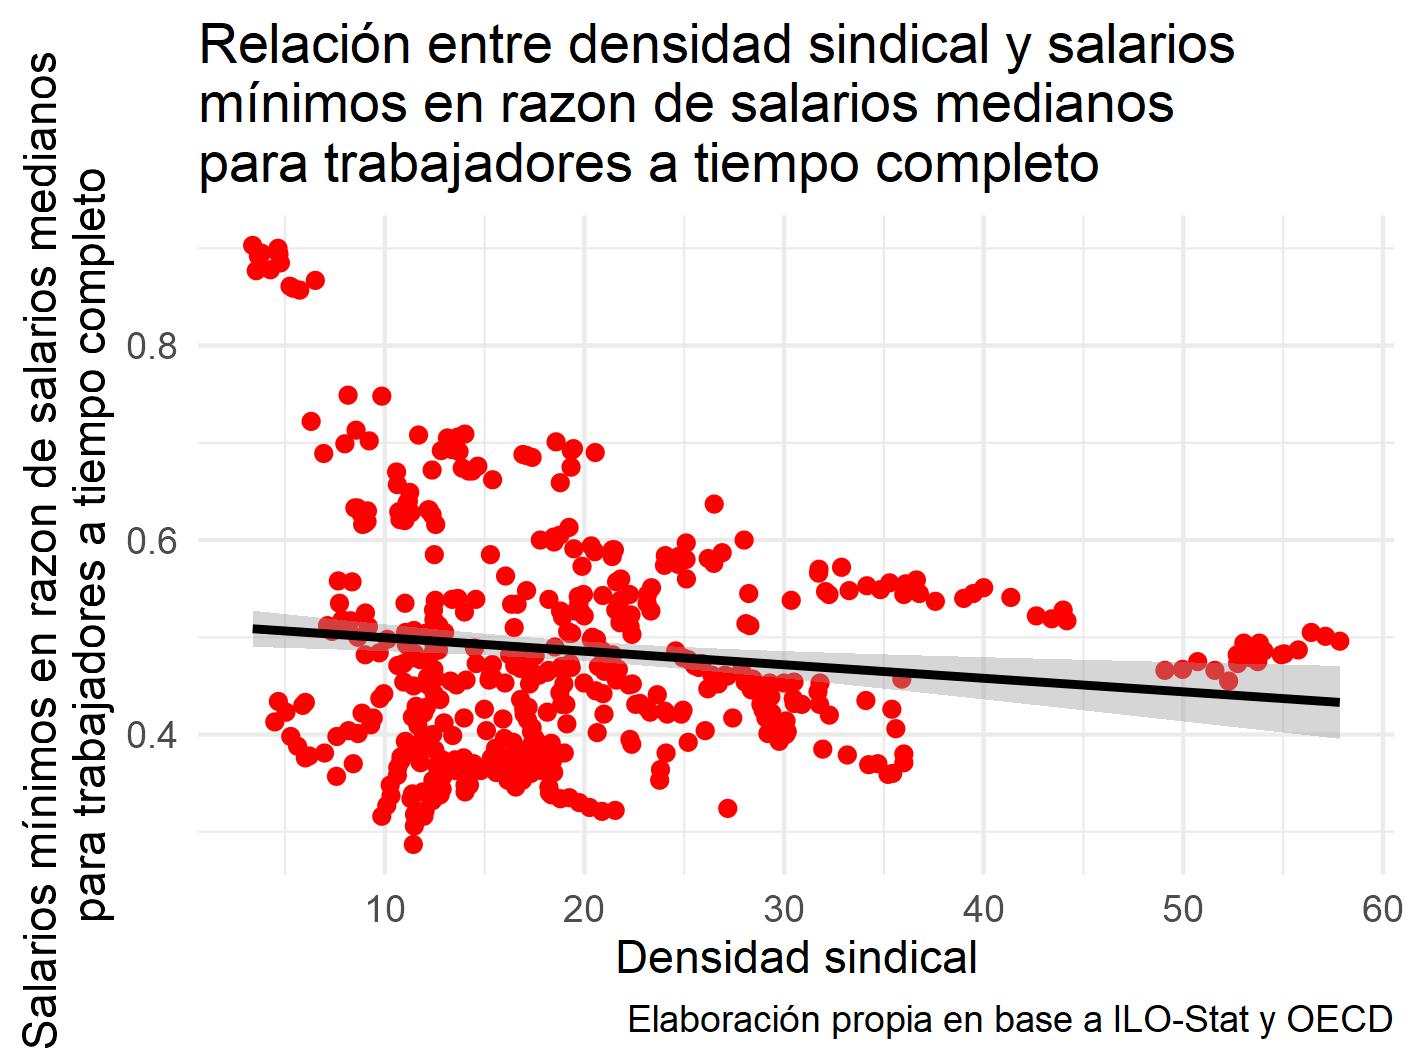 Relación entre densidad sindical y salarios
mínimos en razon de salarios medianos
para trabajadores a tiempo completo
Salarios mínimos en razon de salarios medianos
para trabajadores a tiempo completo
0.8
0.6
0.4
10 20 30 40 50 60
Densidad sindical
Elaboración propia en base a ILO-Stat y OECD